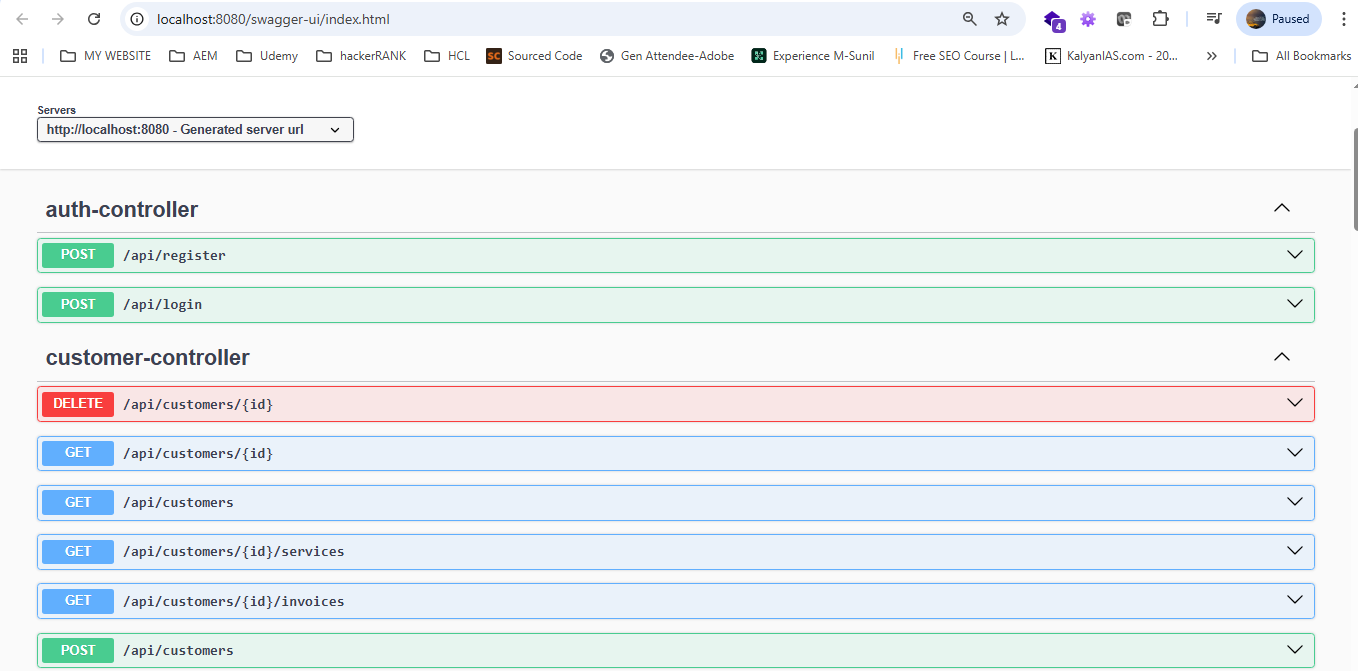 localhost:8080/swagger-ui/index.html
4
Paused
MY WEBSITE AEM Udemy hackerRANK HCL SC Sourced Code Gen Attendee-Adobe Experience M-Sunil Free SEO Course | L... K KalyanIAS.com - 20... » All Bookmarks
Servers
http://localhost:8080 - Generated server url
auth-controller
POST /api/register
POST /api/login
customer-controller
DELETE /api/customers/{id}
GET /api/customers/{id}
GET /api/customers
GET /api/customers/{id}/services
GET /api/customers/{id}/invoices
POST /api/customers